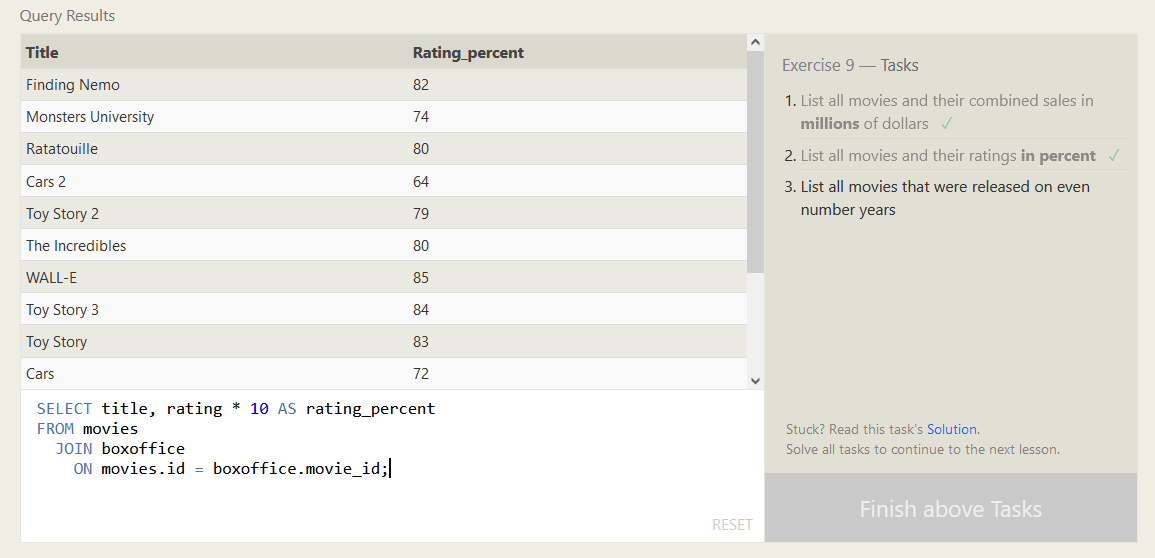 Query Results
Title Rating_percent
Finding Nemo 82
Monsters University 74
Ratatouille 80
Cars 2 64
Toy Story 2 79
The Incredibles 80
WALL-E 85
Toy Story 3 84
Toy Story 83
Cars 72
SELECT title, rating * 10 AS rating_percent
FROM movies
JOIN boxoffice
ON movies.id = boxoffice.movie_id;
RESET
Exercise 9 — Tasks
1. List all movies and their combined sales in
millions of dollars ✓
2. List all movies and their ratings in percent ✓
3. List all movies that were released on even
number years
Stuck? Read this task's Solution.
Solve all tasks to continue to the next lesson.
Finish above Tasks